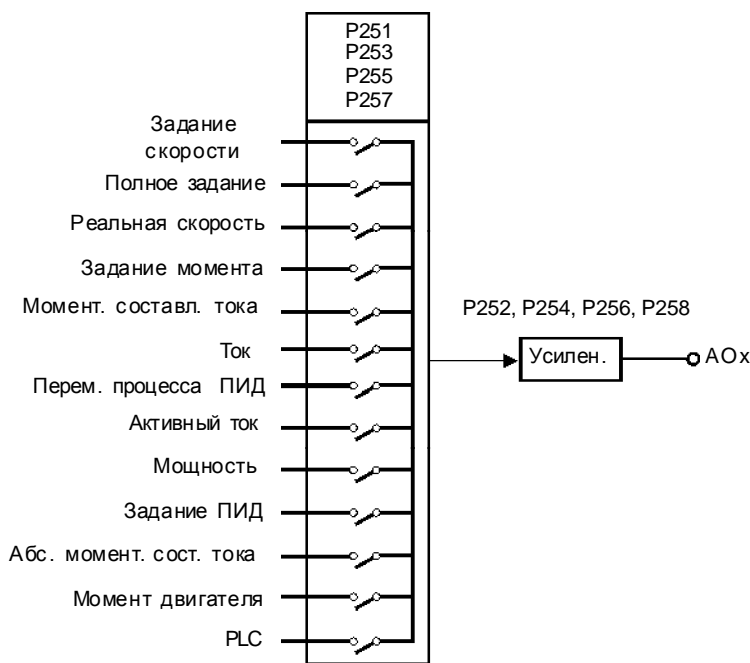 P251
P253
P255
P257
Задание
скорости
Полное задание
Реальная скорость
Задание момента
Момент. составл. тока
P252, P254, P256, P258
Ток
Усилен.
AOx
Перем. процесса ПИД
Активный ток
Мощность
Задание ПИД
Абс. момент. сост. тока
Момент двигателя
PLC